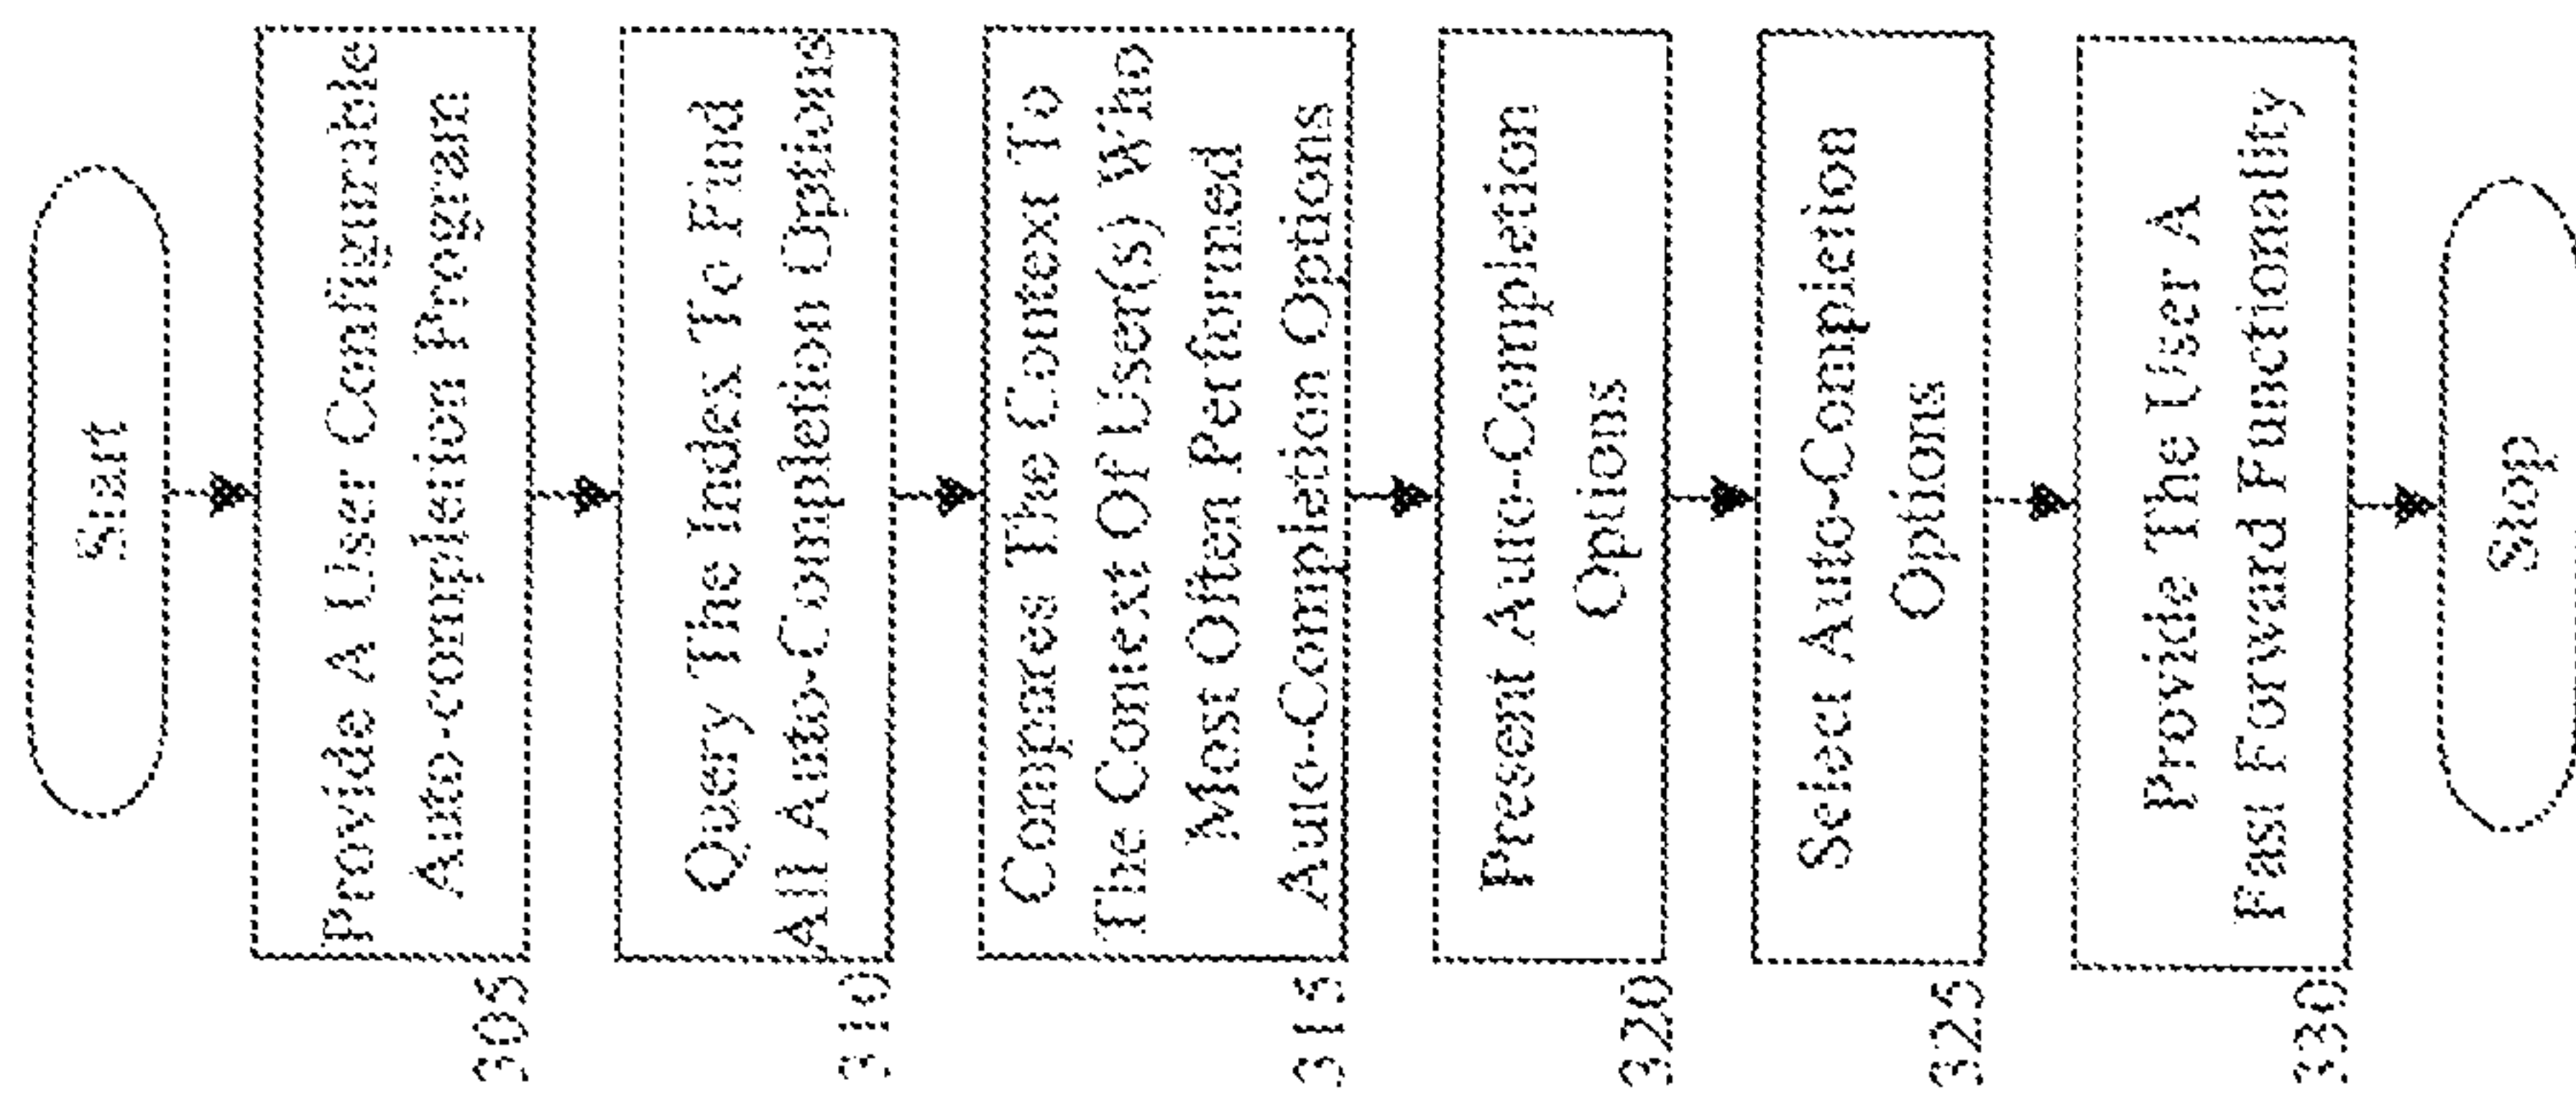 Start
Provide A User Configurable
Auto-completion Program
305
Query The Index To Find
All Auto-Completion Options
310
Compares The Context To
The Context Of User(s) Who
Most Often Performed
Auto-Completion Options
315
Present Auto-Completion
Options
320
Select Auto-Completion
Options
325
Provide The User A
Fast Forward Functionality
330
Stop